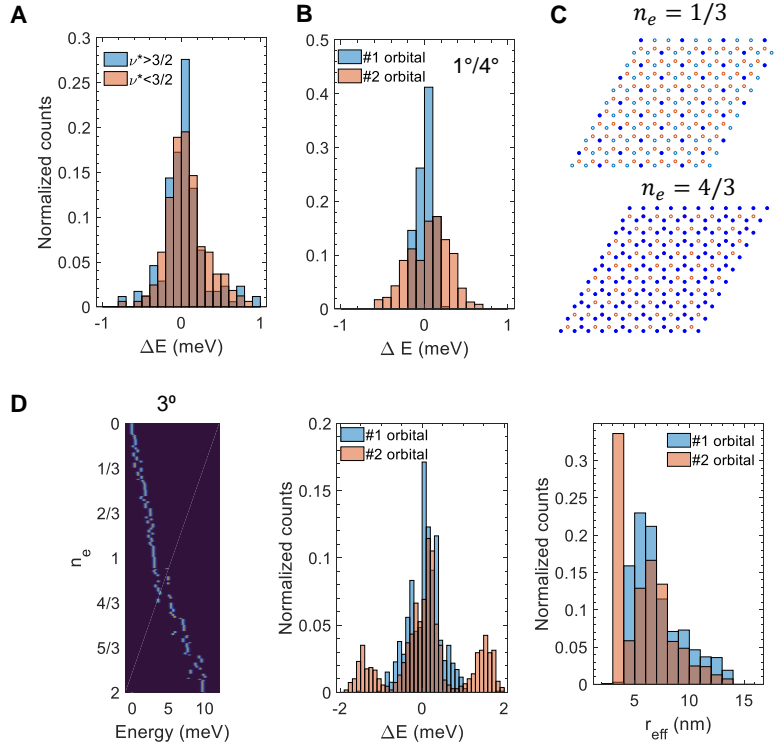 A
B
C
n_e = 1/3
0.3
0.25
0.2
0.15
0.1
0.05
0
Normalized counts
ν*>3/2
ν*<3/2
-1
0
1
ΔE (meV)
0.5
0.4
0.3
0.2
0.1
0
#1 orbital
#2 orbital
1°/4°
-1
0
1
Δ E (meV)
n_e = 4/3
D
3º
0
1/3
2/3
1
4/3
5/3
2
n_e
0
5
10
Energy (meV)
0.2
0.15
0.1
0.05
0
Normalized counts
#1 orbital
#2 orbital
-2
0
2
ΔE (meV)
0.3
0.25
0.2
0.15
0.1
0.05
0
Normalized counts
#1 orbital
#2 orbital
5
10
15
r_eff (nm)